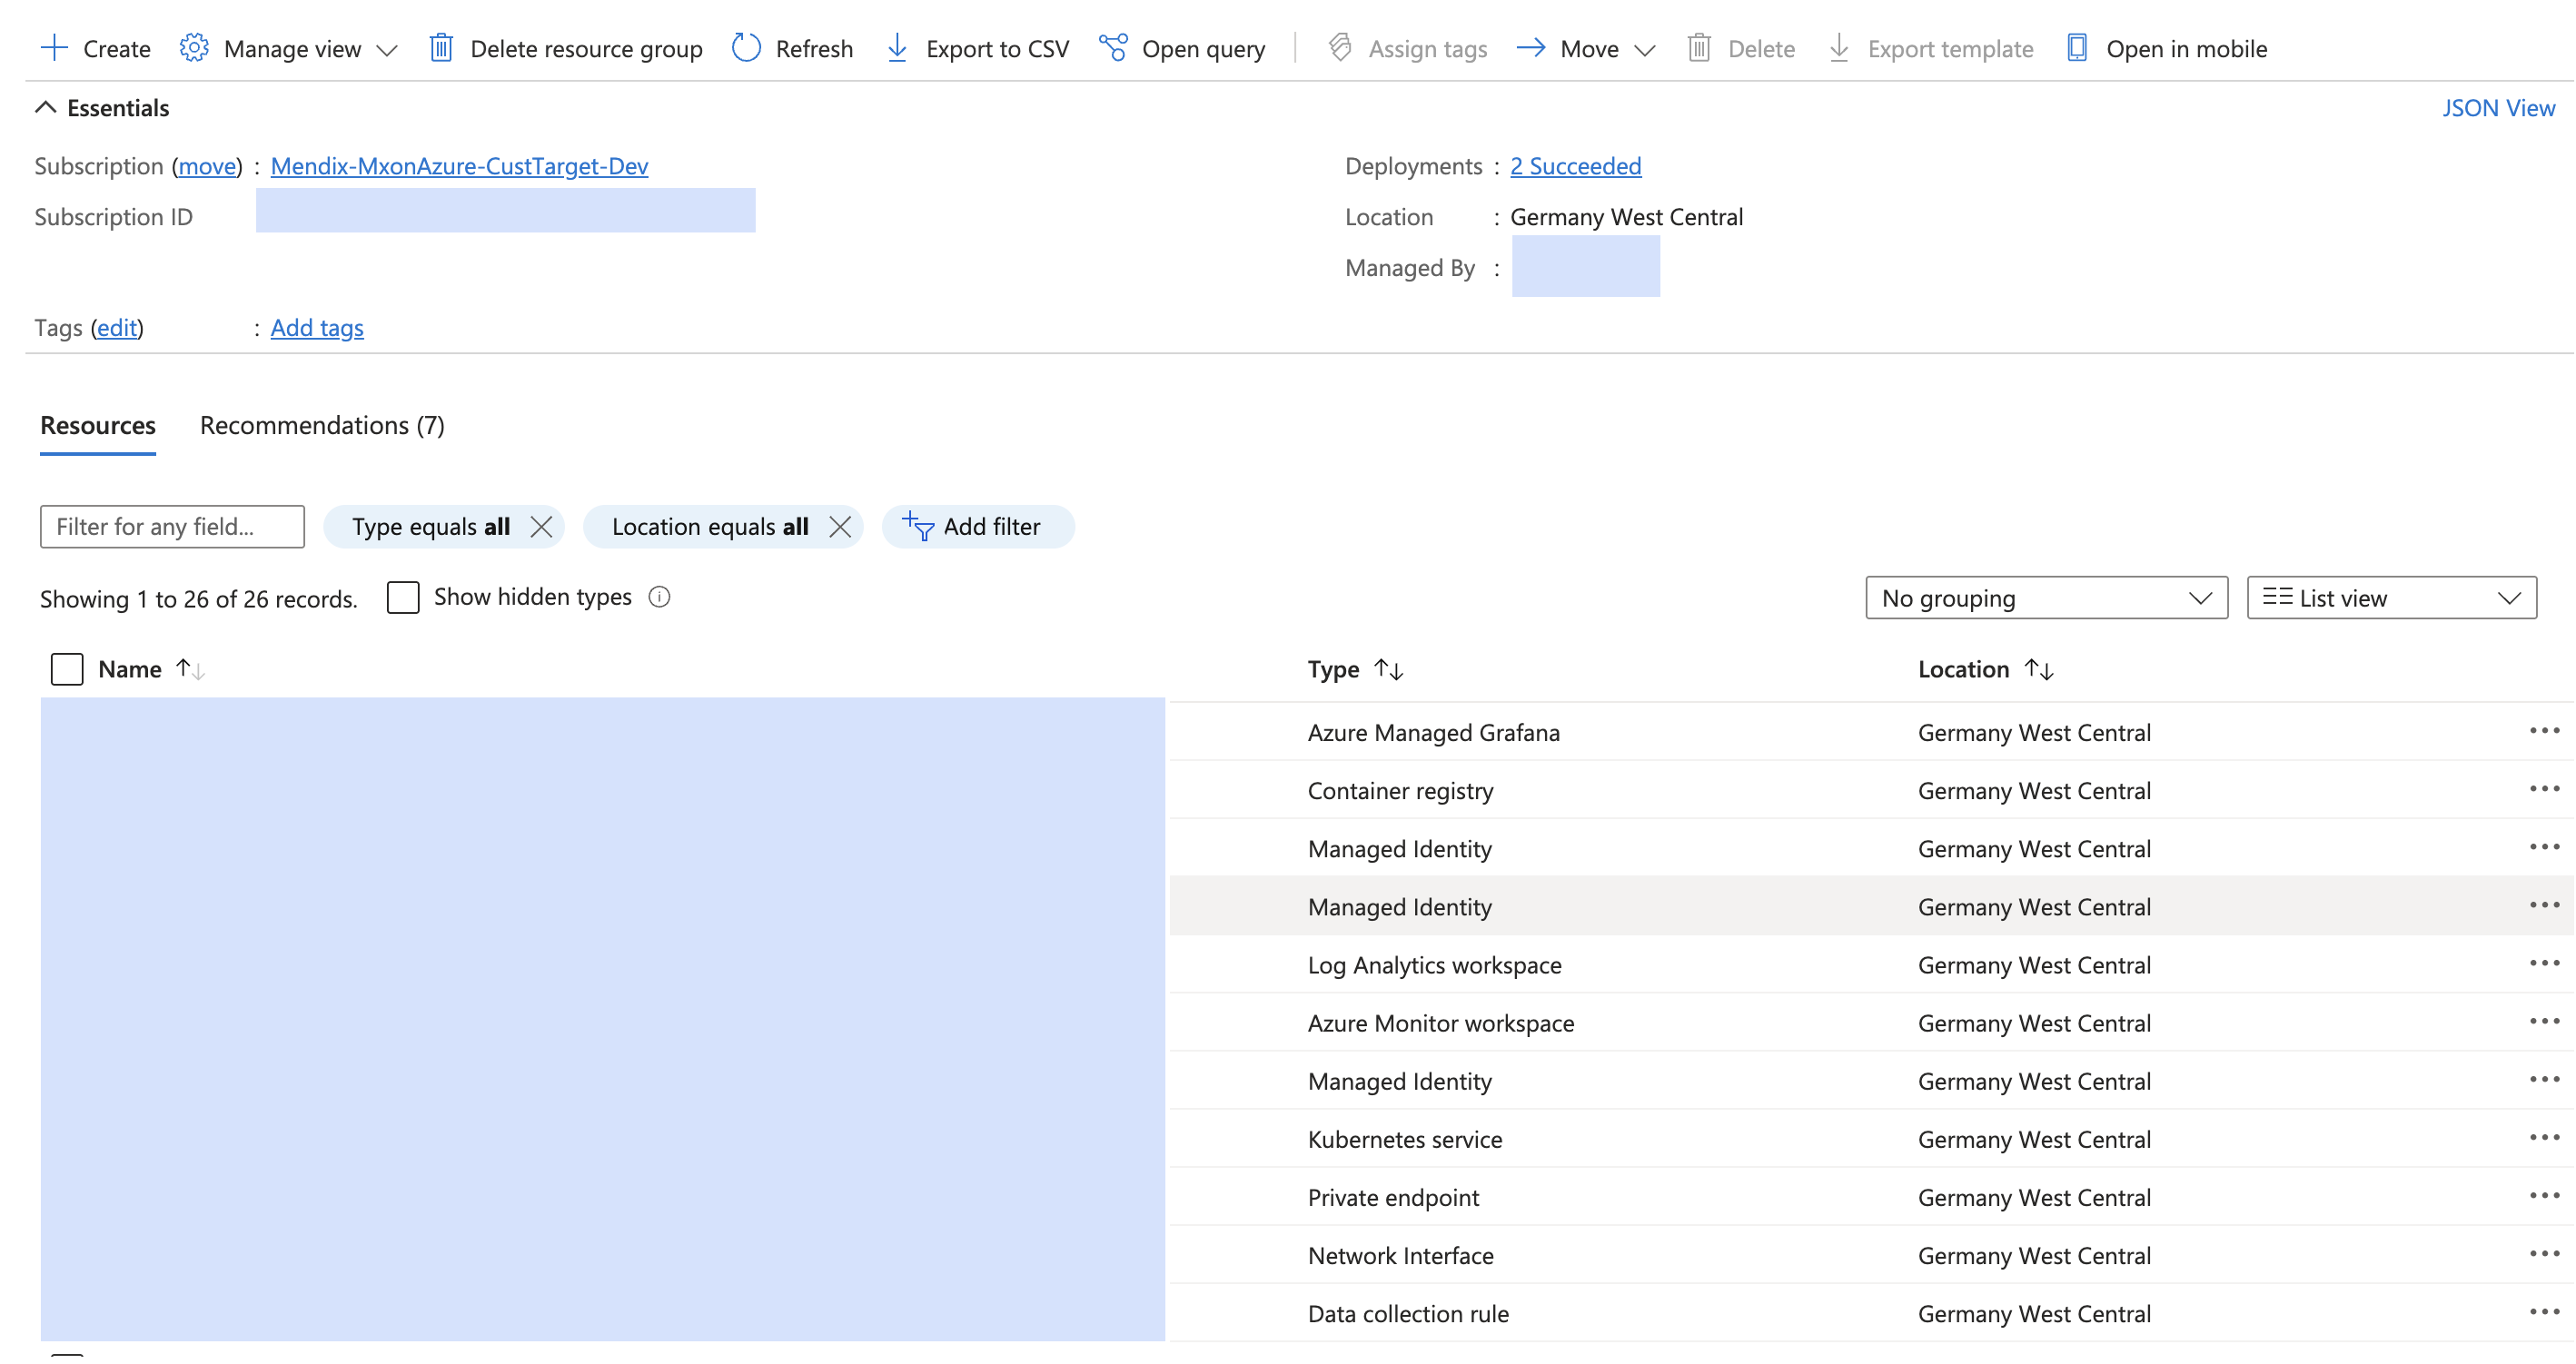 Create Manage view Delete resource group Refresh Export to CSV Open query Assign tags Move Delete Export template Open in mobile
Essentials JSON View
Subscription (move) : Mendix-MxonAzure-CustTarget-Dev Deployments : 2 Succeeded
Subscription ID Location : Germany West Central
Managed By :
Tags (edit) : Add tags
Resources Recommendations (7)
Filter for any field... Type equals all Location equals all Add filter
Showing 1 to 26 of 26 records. Show hidden types No grouping List view
Name Type Location
Azure Managed Grafana Germany West Central
Container registry Germany West Central
Managed Identity Germany West Central
Managed Identity Germany West Central
Log Analytics workspace Germany West Central
Azure Monitor workspace Germany West Central
Managed Identity Germany West Central
Kubernetes service Germany West Central
Private endpoint Germany West Central
Network Interface Germany West Central
Data collection rule Germany West Central